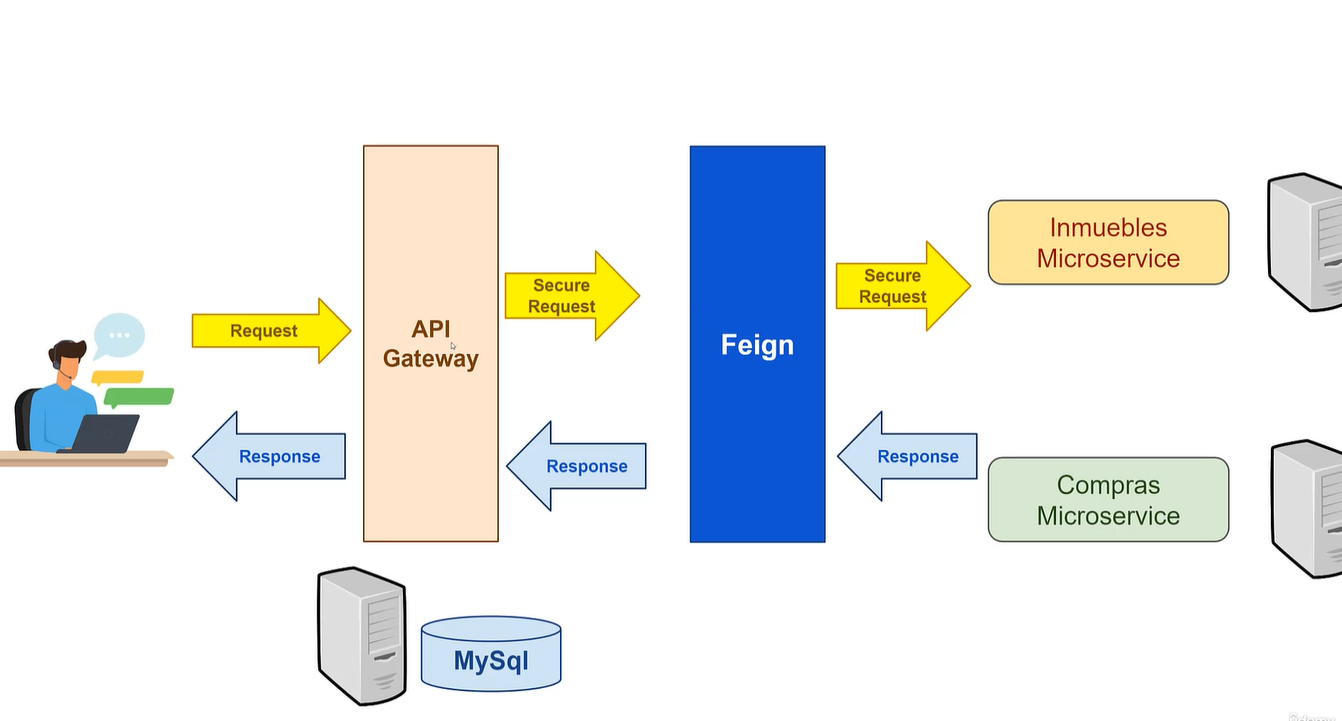 Request
API
Gateway
Secure
Request
Feign
Secure
Request
Inmuebles
Microservice
Response
Response
Response
Compras
Microservice
MySql